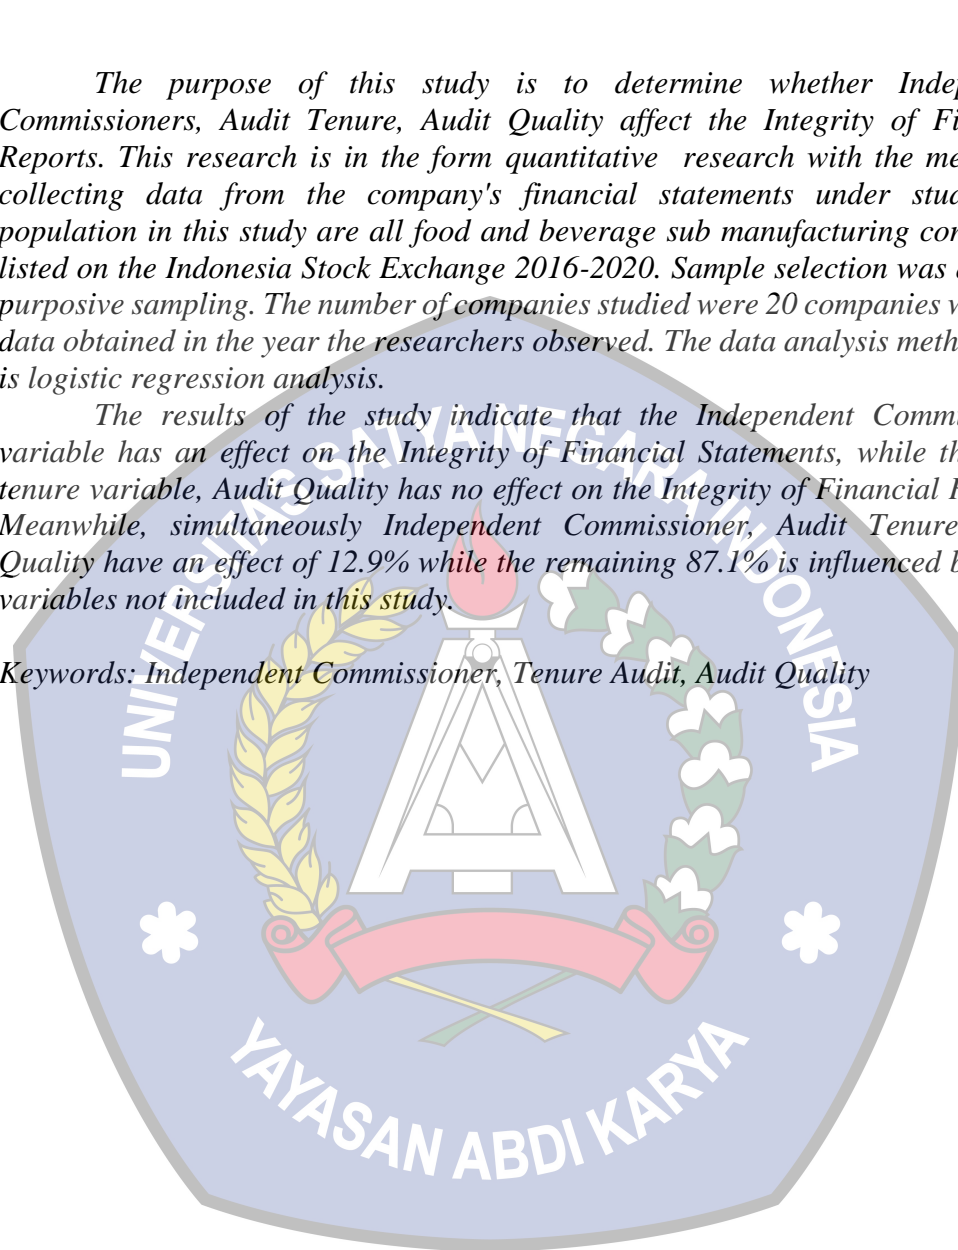 The purpose of this study is to determine whether
Commissioners, Audit Tenure, Audit Quality affect the Integrity of
Reports. This research is in the form quantitative research with the
collecting data from the company's financial statements under
population in this study are all food and beverage sub manufacturing
listed on the Indonesia Stock Exchange 2016-2020. Sample selection was
purposive sampling. The number of companies studied were 20 companies
data obtained in the year the researchers observed. The data analysis
is logistic regression analysis.
The results of the study indicate that the Independent
variable has an effect on the Integrity of Financial Statements, while
tenure variable, Audit Quality has no effect on the Integrity of Financial
Meanwhile, simultaneously Independent Commissioner, Audit Tenure
Quality have an effect of 12.9% while the remaining 87.1% is influenced
variables not included in this study.
Keywords: Independent Commissioner, Tenure Audit, Audit Quality
UNIVERSITAS SATYA NEGARA INDONESIA
YAYASAN ABDI KARYA